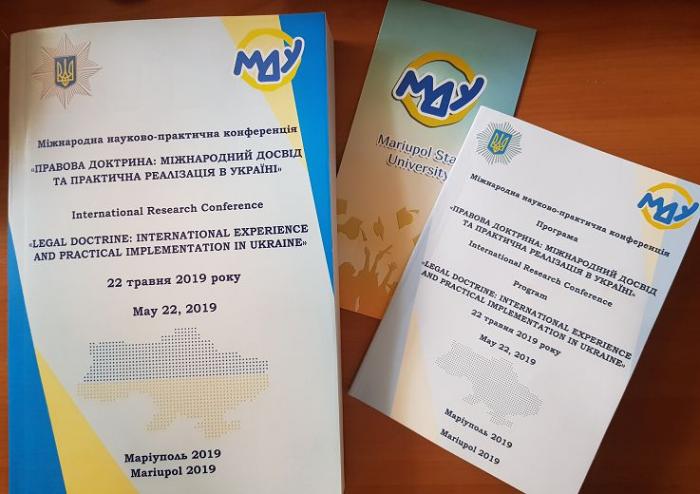 МДУ
Міжнародна науково-практична конференція
«ПРАВОВА ДОКТРИНА: МІЖНАРОДНИЙ ДОСВІД
ТА ПРАКТИЧНА РЕАЛІЗАЦІЯ В УКРАЇНІ»
International Research Conference
«LEGAL DOCTRINE: INTERNATIONAL EXPERIENCE
AND PRACTICAL IMPLEMENTATION IN UKRAINE»
22 травня 2019 року
May 22, 2019
Маріуполь 2019
Mariupol 2019
МДУ
Mariupol Sta
University
МДУ
Міжнародна науково-практична конференція
Програма
«ПРАВОВА ДОКТРИНА: МІЖНАРОДНИЙ ДОСВІД
ТА ПРАКТИЧНА РЕАЛІЗАЦІЯ В УКРАЇНІ»
International Research Conference
Program
«LEGAL DOCTRINE: INTERNATIONAL EXPERIENCE
AND PRACTICAL IMPLEMENTATION IN UKRAINE»
22 травня 2019 року
May 22, 2019
Маріуполь 2019
Mariupol 2019